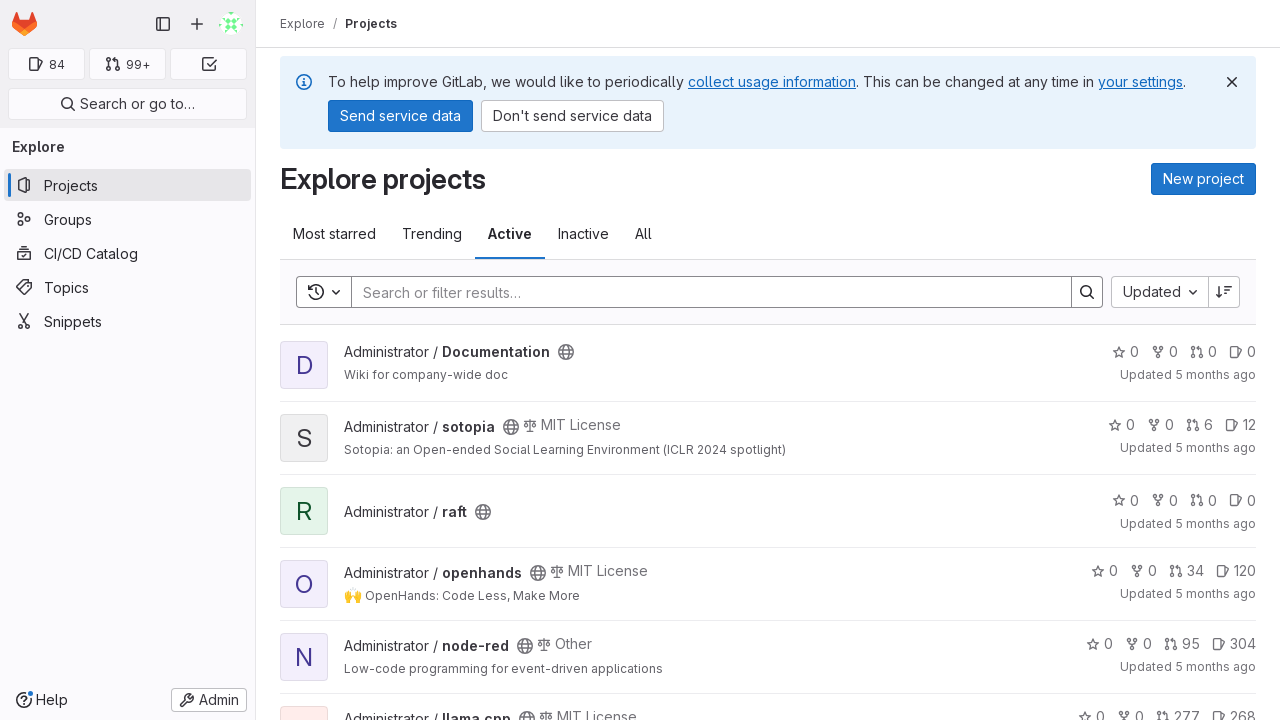 Explore / Projects
84
99+
Search or go to…
Explore
Projects
Groups
CI/CD Catalog
Topics
Snippets
Help
Admin
To help improve GitLab, we would like to periodically collect usage information. This can be changed at any time in your settings.
Send service data
Don't send service data
Explore projects
New project
Most starred
Trending
Active
Inactive
All
Search or filter results…
Updated
D
Administrator / Documentation
0 0 0 0
Wiki for company-wide doc
Updated 5 months ago
S
Administrator / sotopia MIT License
0 0 6 12
Sotopia: an Open-ended Social Learning Environment (ICLR 2024 spotlight)
Updated 5 months ago
R
Administrator / raft
0 0 0 0
Updated 5 months ago
O
Administrator / openhands MIT License
0 0 34 120
🙌 OpenHands: Code Less, Make More
Updated 5 months ago
N
Administrator / node-red Other
0 0 95 304
Low-code programming for event-driven applications
Updated 5 months ago
Administrator / llama.cpp MIT License
0 0 277 268